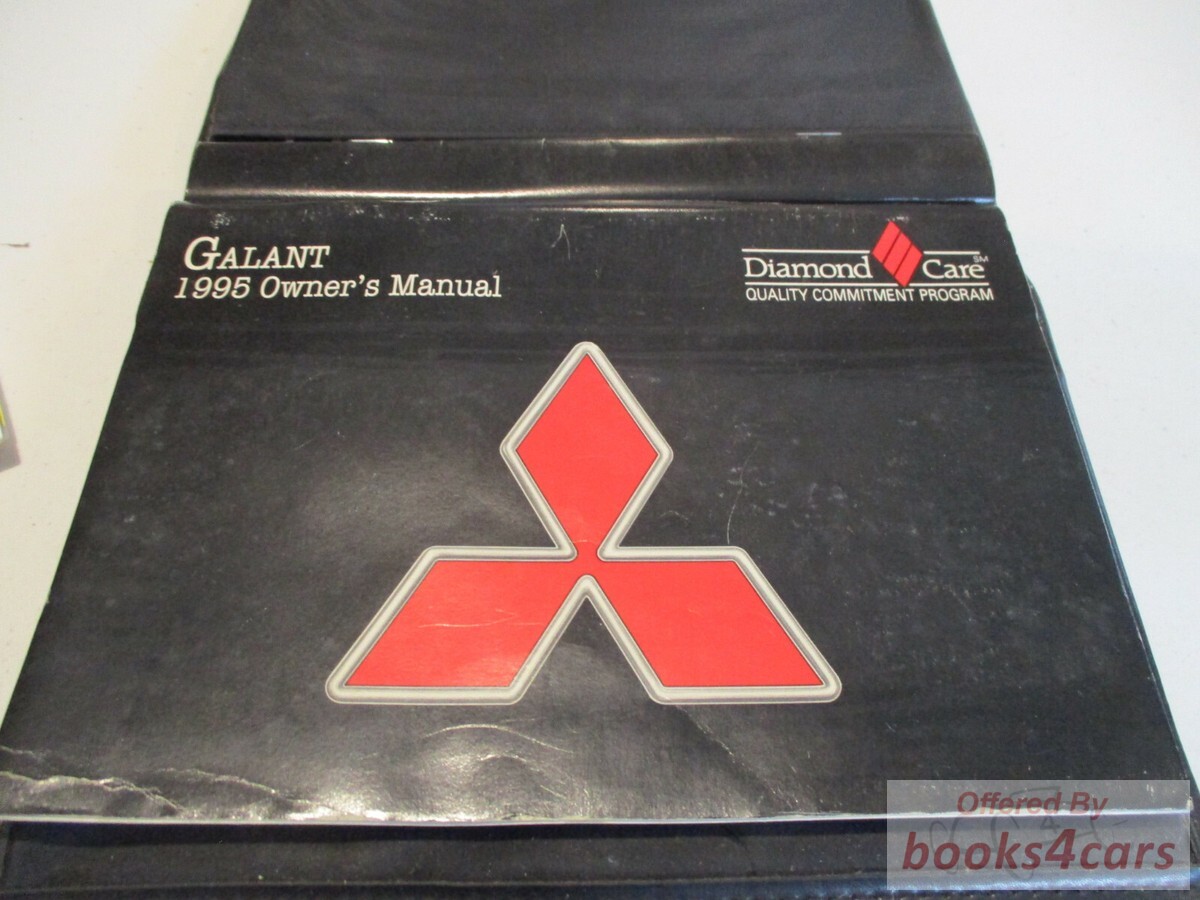 GALANT
1995 Owner's Manual
Diamond Care SM
QUALITY COMMITMENT PROGRAM
Offered By
books4cars